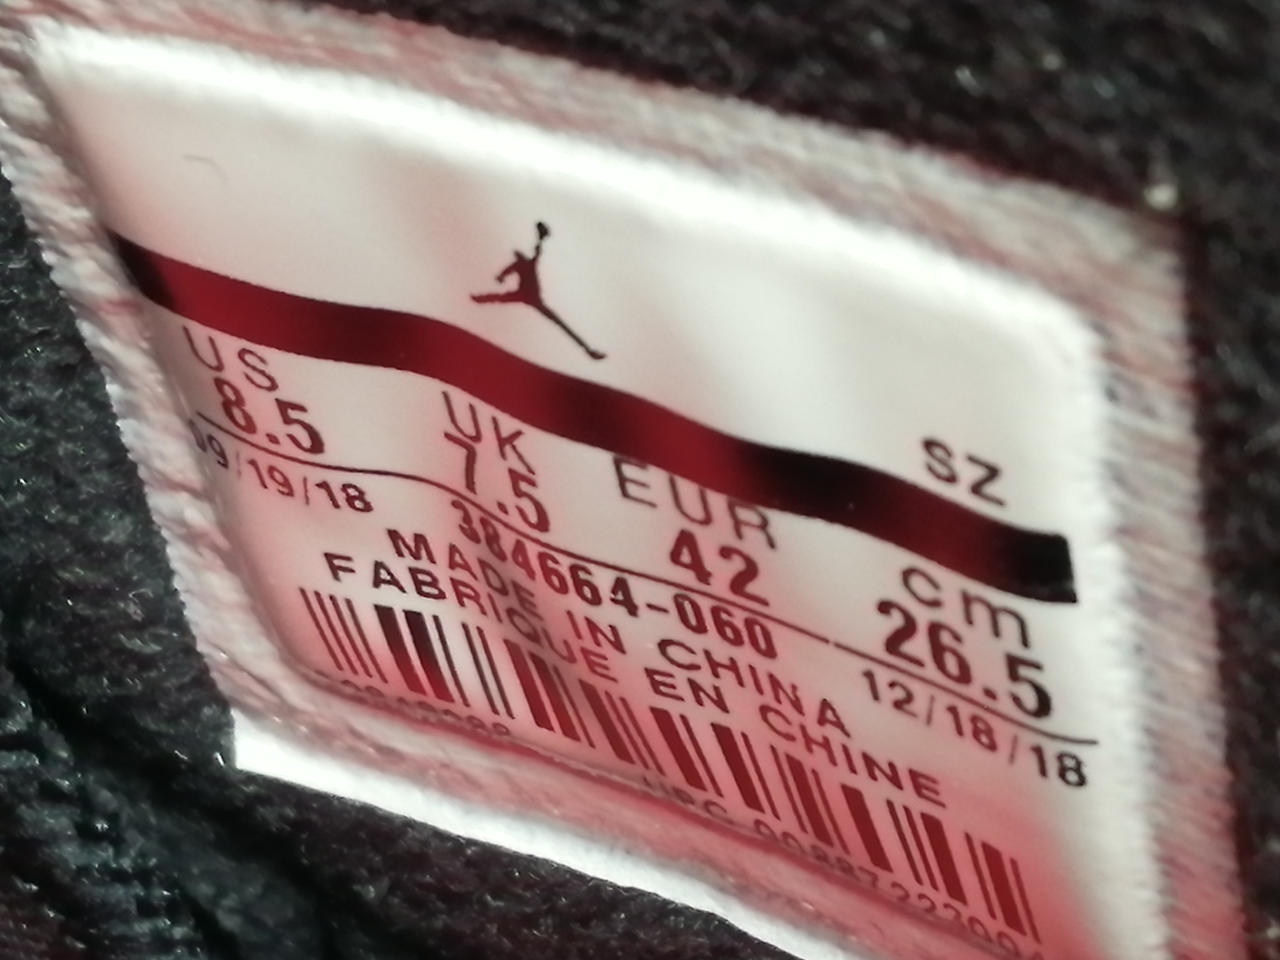 SZ
US UK EUR cm
8.5 7.5 42 26.5
09/19/18 12/18/18
384664-060
MADE IN CHINA
FABRIQUE EN CHINE
UPC